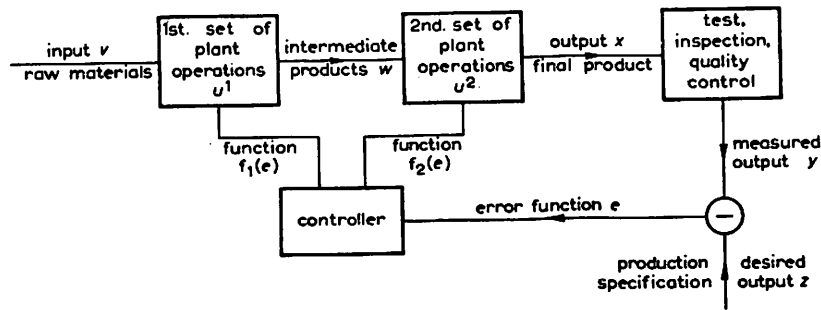 input v
raw materials
1st. set of
plant
operations
u¹
intermediate
products w
2nd. set of
plant
operations
u²
output x
final product
test,
inspection,
quality
control
function
f₁(e)
function
f₂(e)
measured
output y
controller
error function e
−
production
specification
desired
output z